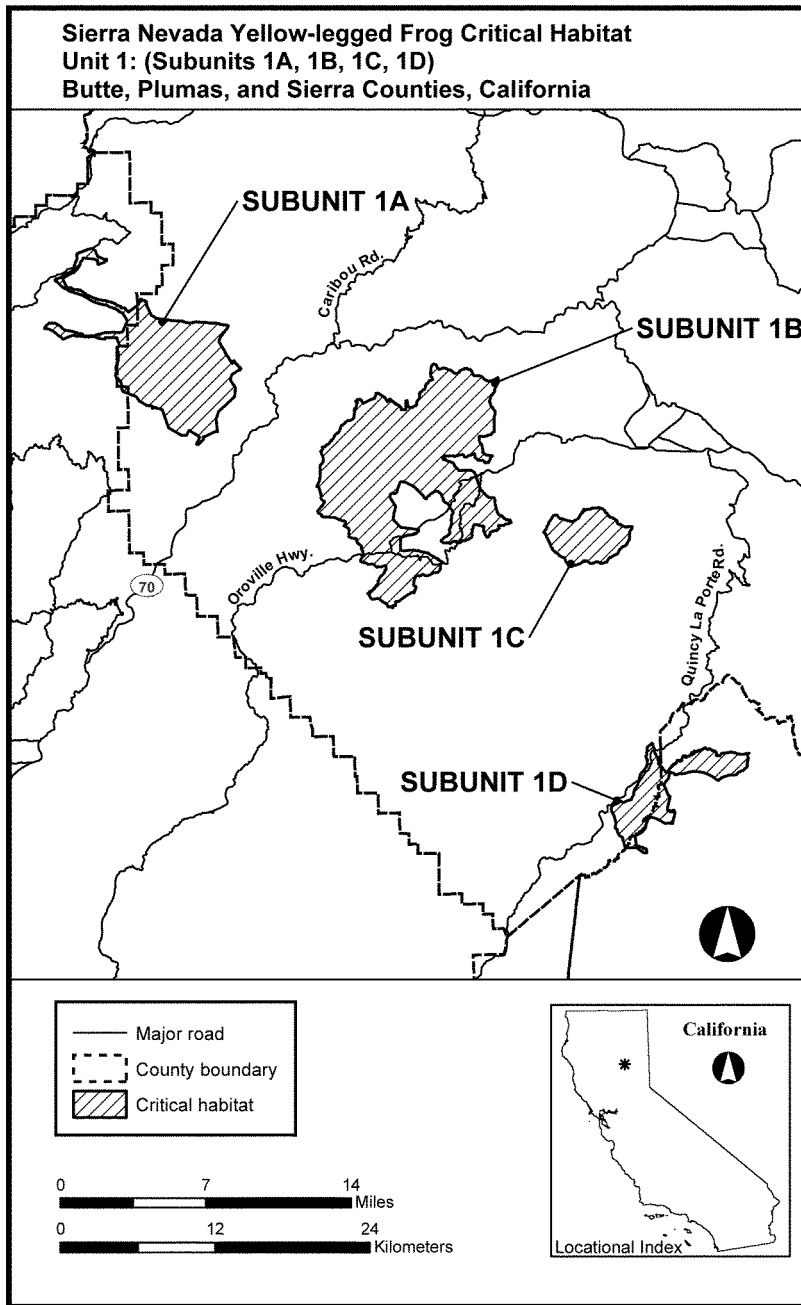 Sierra Nevada Yellow-legged Frog Critical Habitat
Unit 1: (Subunits 1A, 1B, 1C, 1D)
Butte, Plumas, and Sierra Counties, California
SUBUNIT 1A
Caribou Rd.
SUBUNIT 1B
Oroville Hwy.
70
SUBUNIT 1C
Quincy La PorteRd.
SUBUNIT 1D
Major road
County boundary
Critical habitat
0 7 14
Miles
0 12 24
Kilometers
California
Locational Index